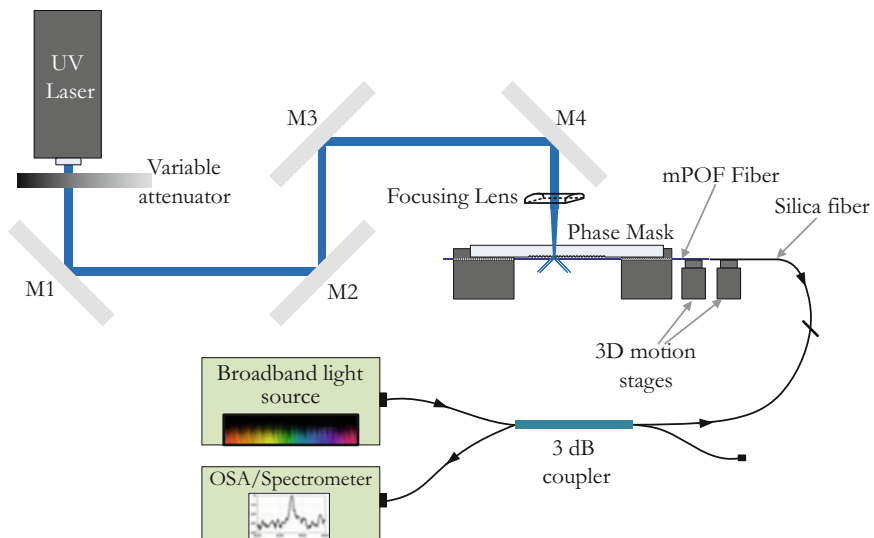 UV
Laser
Variable
attenuator
M1
M2
M3
M4
Focusing Lens
Phase Mask
mPOF Fiber
Silica fiber
3D motion
stages
Broadband light
source
3 dB
coupler
OSA/Spectrometer